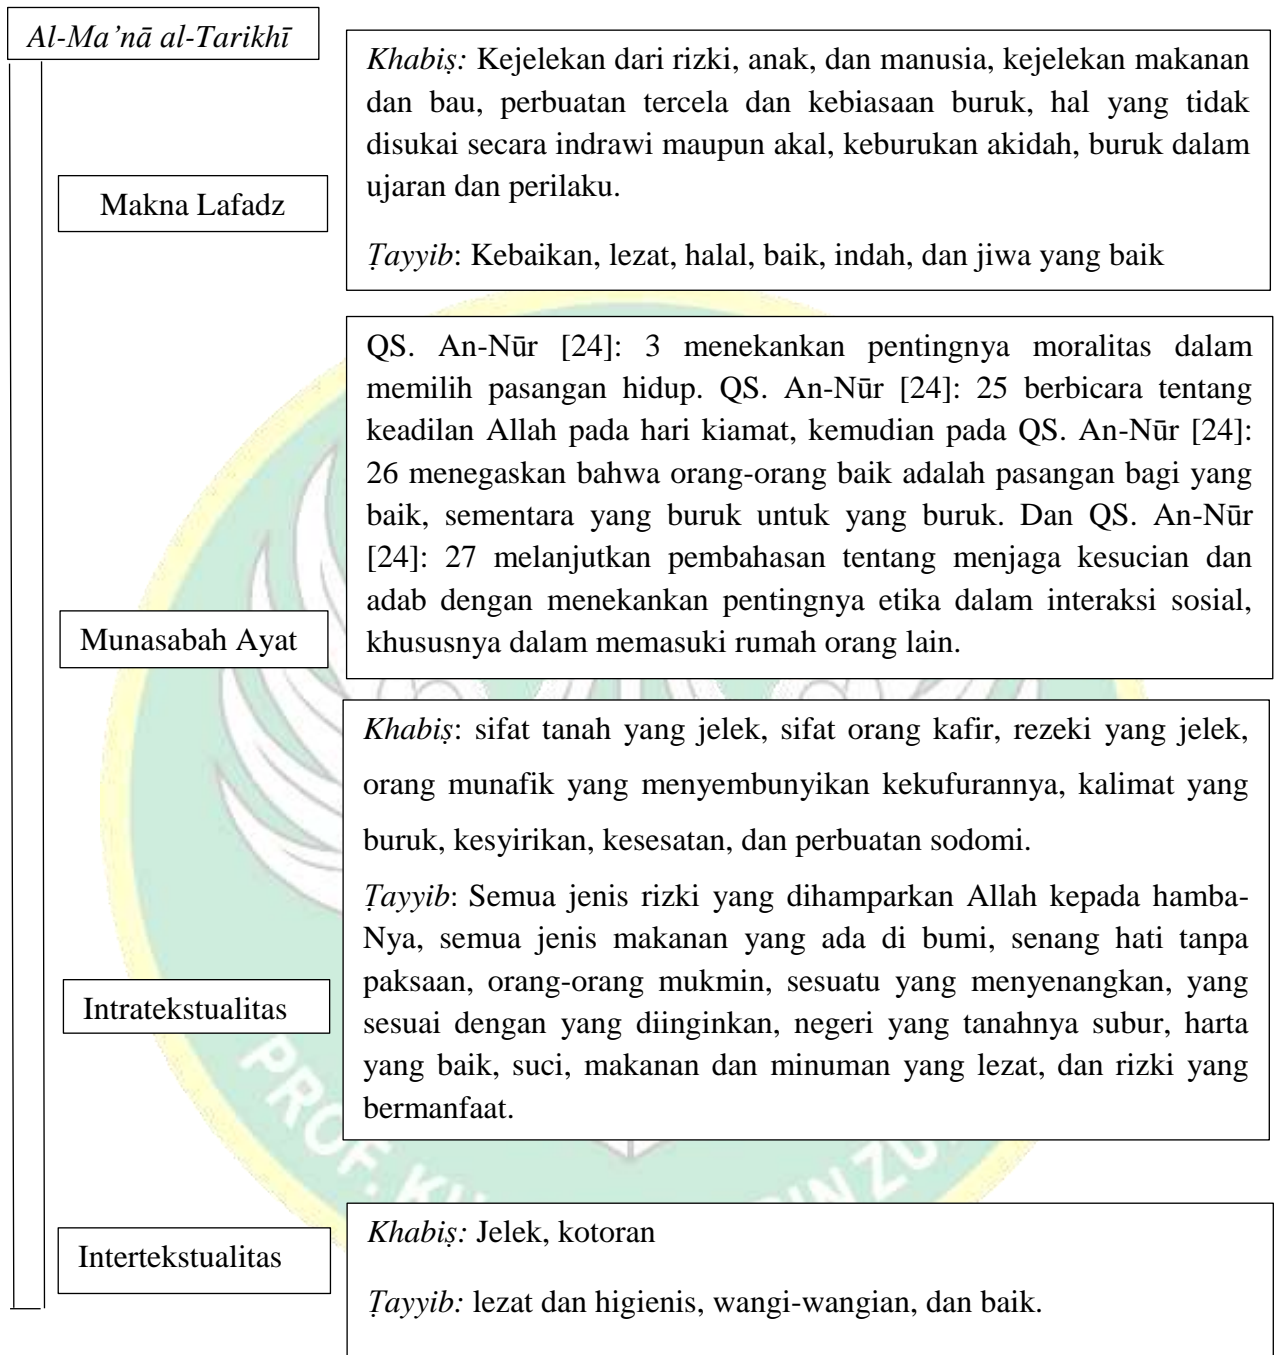 Al-Ma’nā al-Tarikhī
Khabiṣ: Kejelekan dari rizki, anak, dan manusia, kejelekan makanan
dan bau, perbuatan tercela dan kebiasaan buruk, hal yang tidak
disukai secara indrawi maupun akal, keburukan akidah, buruk dalam
ujaran dan perilaku.
Makna Lafadz
Ṭayyib: Kebaikan, lezat, halal, baik, indah, dan jiwa yang baik
QS. An-Nūr [24]: 3 menekankan pentingnya moralitas dalam
memilih pasangan hidup. QS. An-Nūr [24]: 25 berbicara tentang
keadilan Allah pada hari kiamat, kemudian pada QS. An-Nūr [24]:
26 menegaskan bahwa orang-orang baik adalah pasangan bagi yang
baik, sementara yang buruk untuk yang buruk. Dan QS. An-Nūr
[24]: 27 melanjutkan pembahasan tentang menjaga kesucian dan
adab dengan menekankan pentingnya etika dalam interaksi sosial,
khususnya dalam memasuki rumah orang lain.
Munasabah Ayat
Khabiṣ: sifat tanah yang jelek, sifat orang kafir, rezeki yang jelek,
orang munafik yang menyembunyikan kekufurannya, kalimat yang
buruk, kesyirikan, kesesatan, dan perbuatan sodomi.
Ṭayyib: Semua jenis rizki yang dihamparkan Allah kepada hamba-
Nya, semua jenis makanan yang ada di bumi, senang hati tanpa
paksaan, orang-orang mukmin, sesuatu yang menyenangkan, yang
sesuai dengan yang diinginkan, negeri yang tanahnya subur, harta
yang baik, suci, makanan dan minuman yang lezat, dan rizki yang
bermanfaat.
Intratekstualitas
PROF. K.H.
Khabiṣ: Jelek, kotoran
Intertekstualitas
Ṭayyib: lezat dan higienis, wangi-wangian, dan baik.